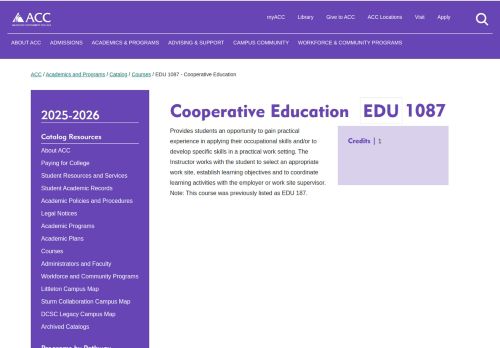 ACC
myACC Library Give to ACC ACC Locations Visit Apply
ABOUT ACC ADMISSIONS ACADEMICS & PROGRAMS ADVISING & SUPPORT CAMPUS COMMUNITY WORKFORCE & COMMUNITY PROGRAMS
ACC / Academics and Programs / Catalog / Courses / EDU 1087 - Cooperative Education
2025-2026
Catalog Resources
About ACC
Paying for College
Student Resources and Services
Student Academic Records
Academic Policies and Procedures
Legal Notices
Academic Programs
Academic Plans
Courses
Administrators and Faculty
Workforce and Community Programs
Littleton Campus Map
Sturm Collaboration Campus Map
DCSC Legacy Campus Map
Archived Catalogs
Cooperative Education EDU 1087
Provides students an opportunity to gain practical
experience in applying their occupational skills and/or to
develop specific skills in a practical work setting. The
Instructor works with the student to select an appropriate
work site, establish learning objectives and to coordinate
learning activities with the employer or work site supervisor.
Note: This course was previously listed as EDU 187.
Credits | 1